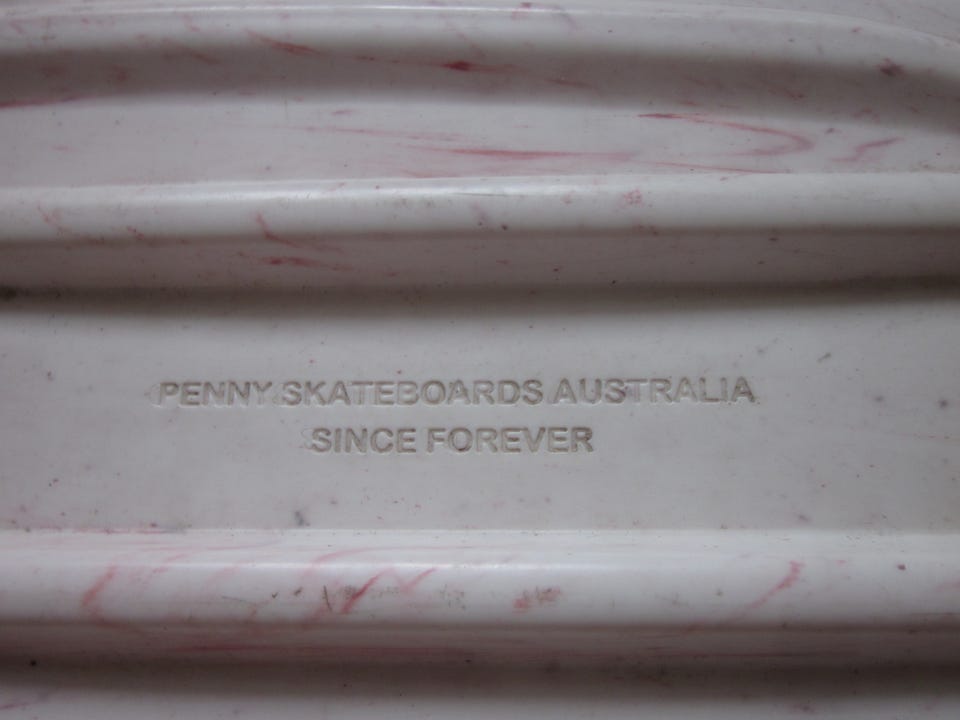 PENNY SKATEBOARDS AUSTRALIA
SINCE FOREVER